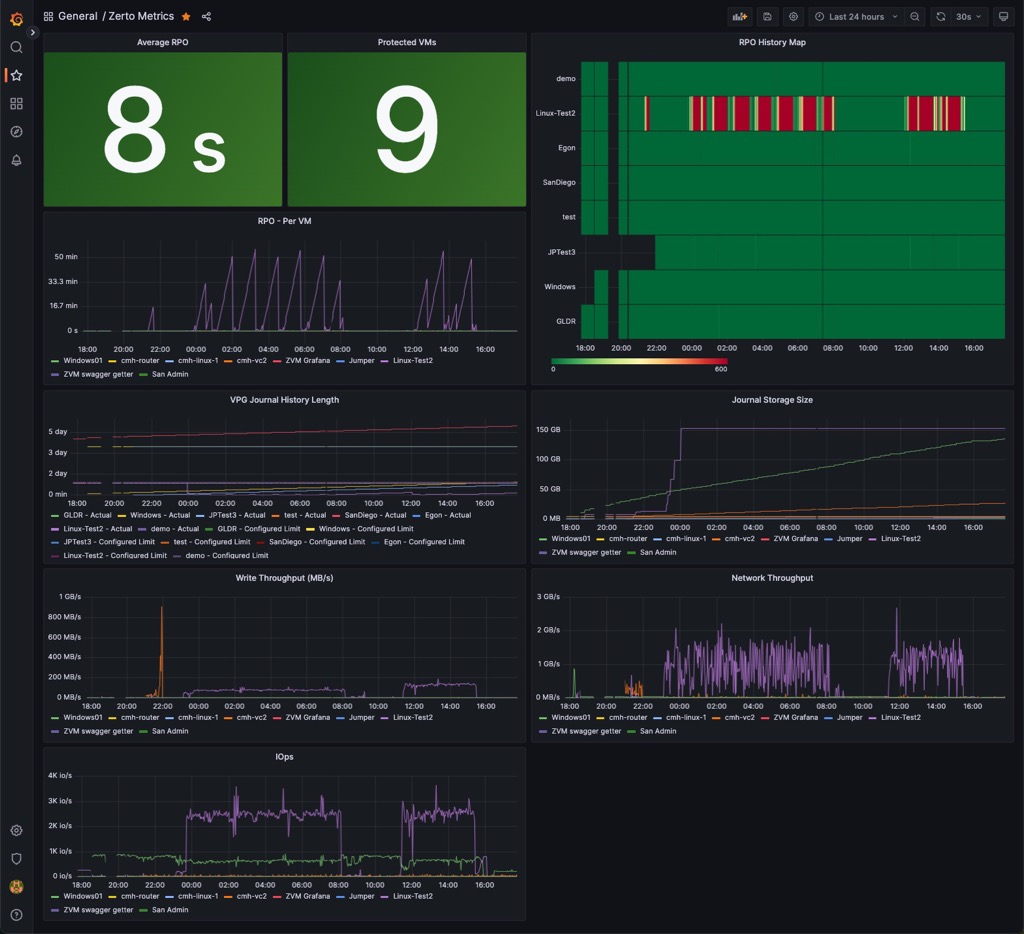 General / Zerto Metrics
Last 24 hours
30s
Average RPO
8 s
Protected VMs
9
RPO History Map
demo
Linux-Test2
Egon
SanDiego
test
JPTest3
Windows
GLDR
18:00 20:00 22:00 00:00 02:00 04:00 06:00 08:00 10:00 12:00 14:00 16:00
0 600
RPO - Per VM
50 min
33.3 min
16.7 min
0 s
18:00 20:00 22:00 00:00 02:00 04:00 06:00 08:00 10:00 12:00 14:00 16:00
Windows01 cmh-router cmh-linux-1 cmh-vc2 ZVM Grafana Jumper Linux-Test2
ZVM swagger getter San Admin
VPG Journal History Length
5 day
3 day
2 day
0 min
18:00 20:00 22:00 00:00 02:00 04:00 06:00 08:00 10:00 12:00 14:00 16:00
GLDR - Actual Windows - Actual JPTest3 - Actual test - Actual SanDiego - Actual Egon - Actual
Linux-Test2 - Actual demo - Actual GLDR - Configured Limit Windows - Configured Limit
JPTest3 - Configured Limit test - Configured Limit SanDiego - Configured Limit Egon - Configured Limit
Linux-Test2 - Configured Limit demo - Configured Limit
Journal Storage Size
150 GB
100 GB
50 GB
0 MB
18:00 20:00 22:00 00:00 02:00 04:00 06:00 08:00 10:00 12:00 14:00 16:00
Windows01 cmh-router cmh-linux-1 cmh-vc2 ZVM Grafana Jumper Linux-Test2
ZVM swagger getter San Admin
Write Throughput (MB/s)
1 GB/s
800 MB/s
600 MB/s
400 MB/s
200 MB/s
0 MB/s
18:00 20:00 22:00 00:00 02:00 04:00 06:00 08:00 10:00 12:00 14:00 16:00
Windows01 cmh-router cmh-linux-1 cmh-vc2 ZVM Grafana Jumper Linux-Test2
ZVM swagger getter San Admin
Network Throughput
3 GB/s
2 GB/s
1 GB/s
0 MB/s
18:00 20:00 22:00 00:00 02:00 04:00 06:00 08:00 10:00 12:00 14:00 16:00
Windows01 cmh-router cmh-linux-1 cmh-vc2 ZVM Grafana Jumper Linux-Test2
ZVM swagger getter San Admin
IOps
4K io/s
3K io/s
2K io/s
1K io/s
0 io/s
18:00 20:00 22:00 00:00 02:00 04:00 06:00 08:00 10:00 12:00 14:00 16:00
Windows01 cmh-router cmh-linux-1 cmh-vc2 ZVM Grafana Jumper Linux-Test2
ZVM swagger getter San Admin